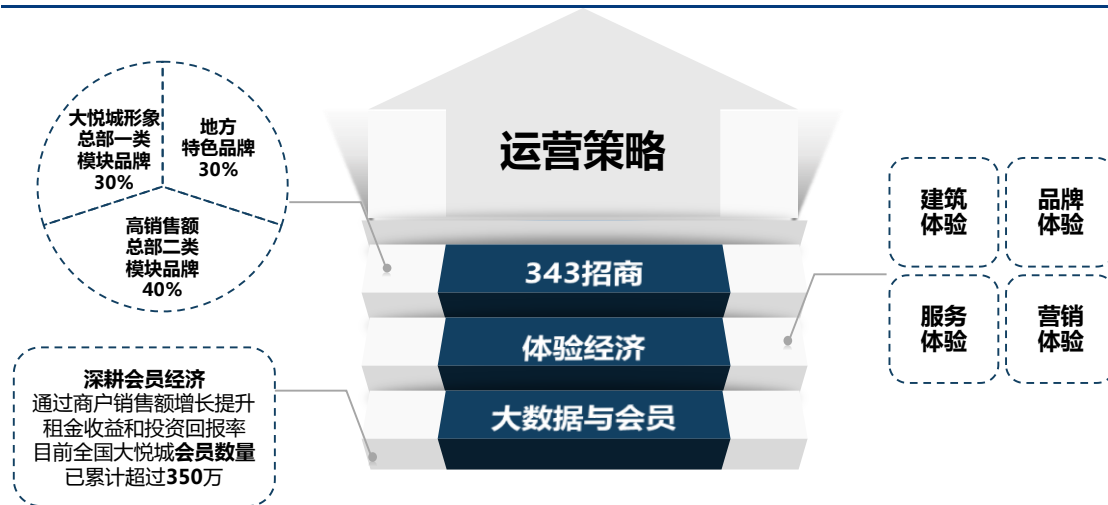 运营策略
大悦城形象
总部一类
模块品牌
30%
地方
特色品牌
30%
高销售额
总部二类
模块品牌
40%
343招商
体验经济
大数据与会员
建筑
体验
品牌
体验
服务
体验
营销
体验
深耕会员经济
通过商户销售额增长提升
租金收益和投资回报率
目前全国大悦城会员数量
已累计超过350万